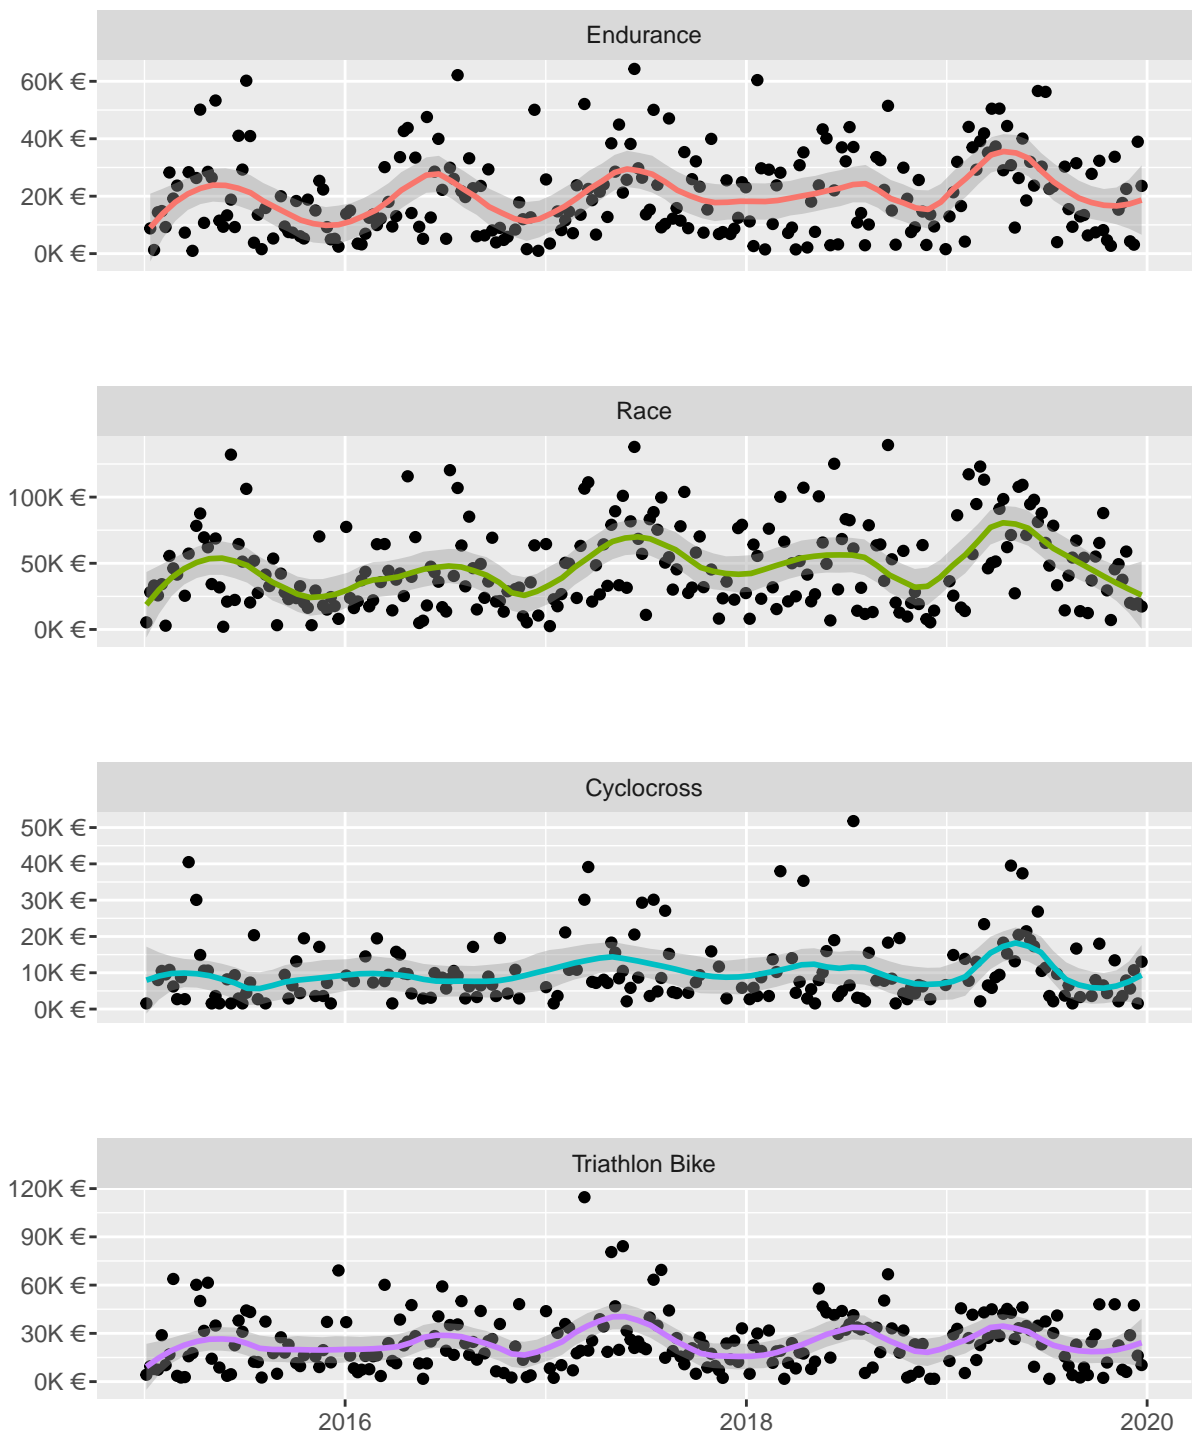 Endurance
60K €
40K €
20K €
0K €
Race
100K €
50K €
0K €
Cyclocross
50K €
40K €
30K €
20K €
10K €
0K €
Triathlon Bike
120K €
90K €
60K €
30K €
0K €
2016 2018 2020